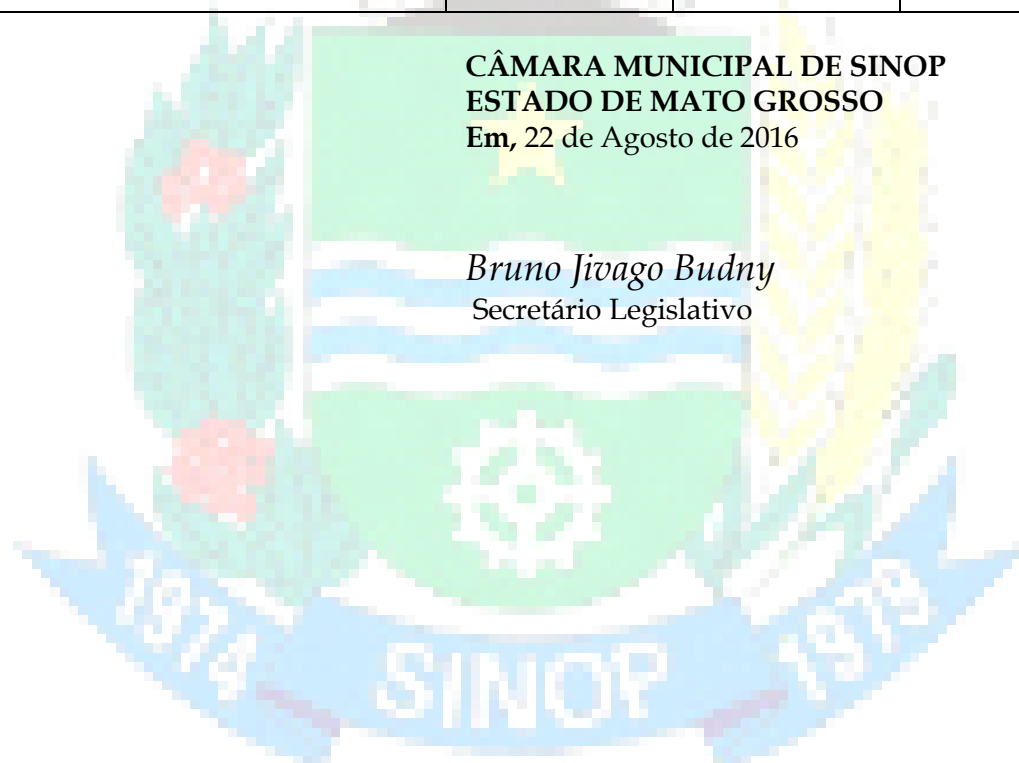 CÂMARA MUNICIPAL DE SINOP
ESTADO DE MATO GROSSO
Em, 22 de Agosto de 2016
Bruno Jivago Budny
Secretário Legislativo
1974 SINOP 1979